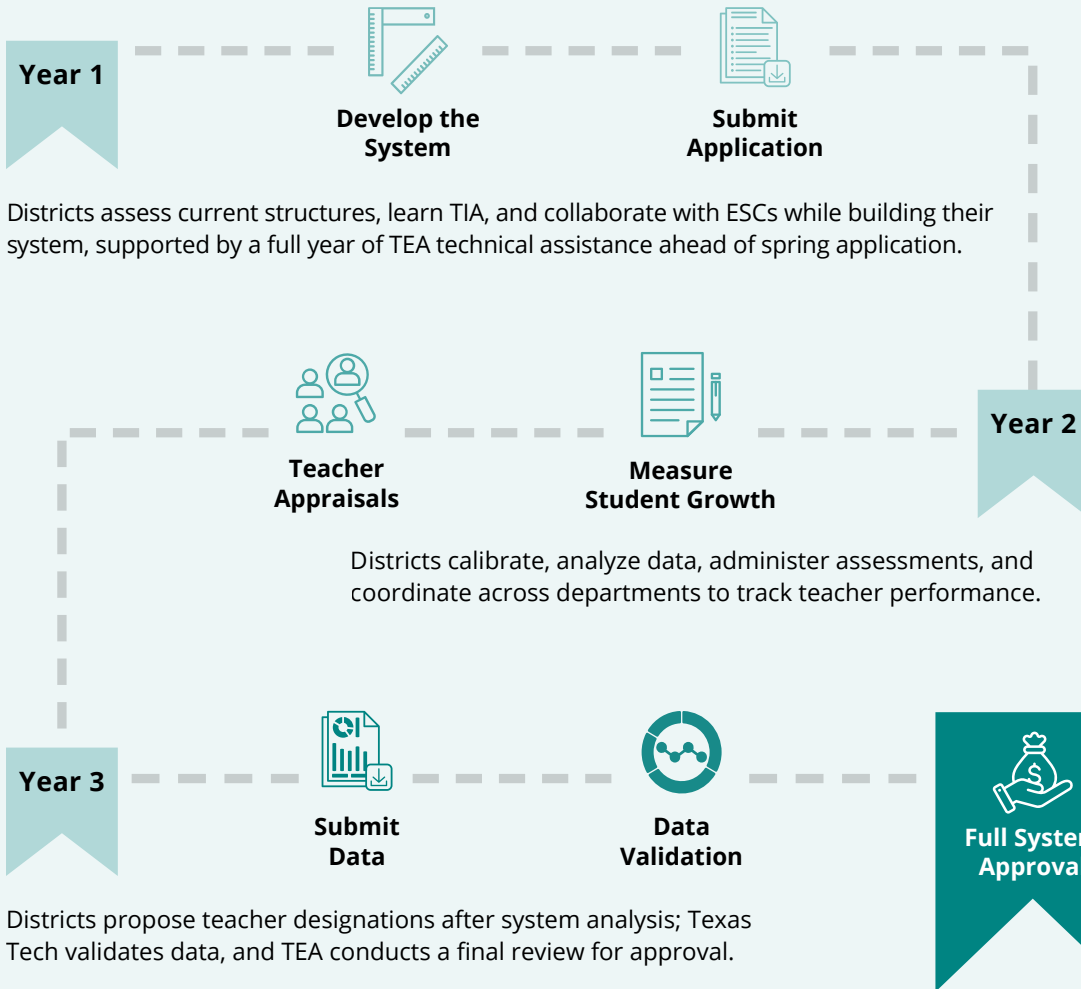 Year 1
Develop the
System
Submit
Application
Districts assess current structures, learn TIA, and collaborate with ESCs while building their
system, supported by a full year of TEA technical assistance ahead of spring application.
Year 2
Measure
Student Growth
Teacher
Appraisals
Districts calibrate, analyze data, administer assessments, and
coordinate across departments to track teacher performance.
Year 3
Submit
Data
Data
Validation
Full System
Approval
Districts propose teacher designations after system analysis; Texas
Tech validates data, and TEA conducts a final review for approval.